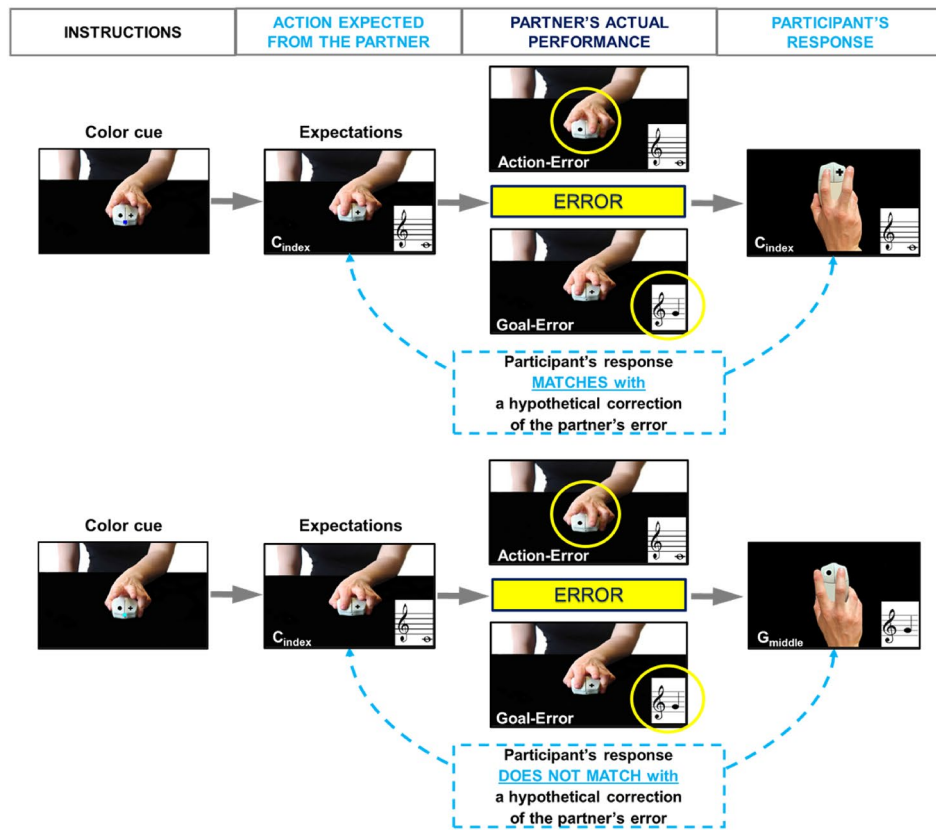 INSTRUCTIONS
ACTION EXPECTED
FROM THE PARTNER
PARTNER'S ACTUAL
PERFORMANCE
PARTICIPANT'S
RESPONSE
Color cue
Expectations
Cindex
Action-Error
ERROR
Goal-Error
Cindex
Participant's response
MATCHES with
a hypothetical correction
of the partner's error
Color cue
Expectations
Cindex
Action-Error
ERROR
Goal-Error
Gmiddle
Participant's response
DOES NOT MATCH with
a hypothetical correction
of the partner's error